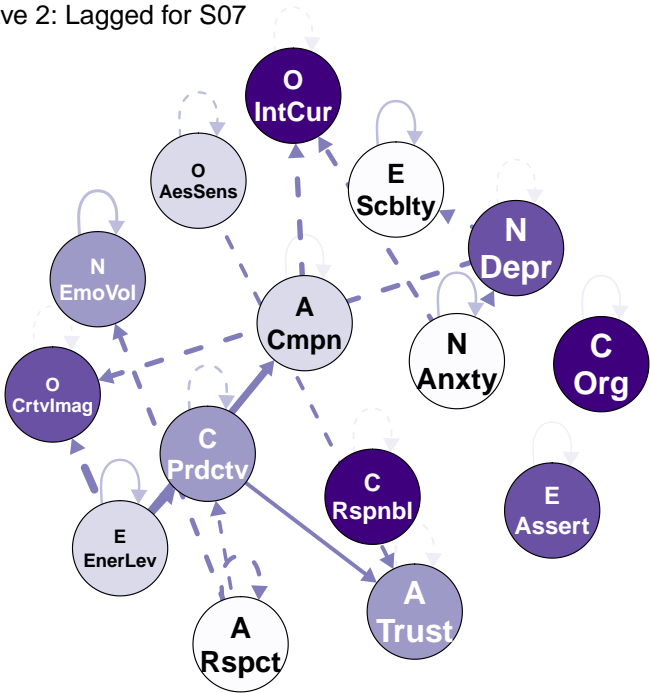 ve 2: Lagged for S07
O
IntCur
O
AesSens
E
Scblty
N
Depr
N
EmoVol
A
Cmpn
N
Anxty
C
Org
O
CrtvImag
C
Prdctv
C
Rspnbl
E
Assert
E
EnerLev
A
Trust
A
Rspct